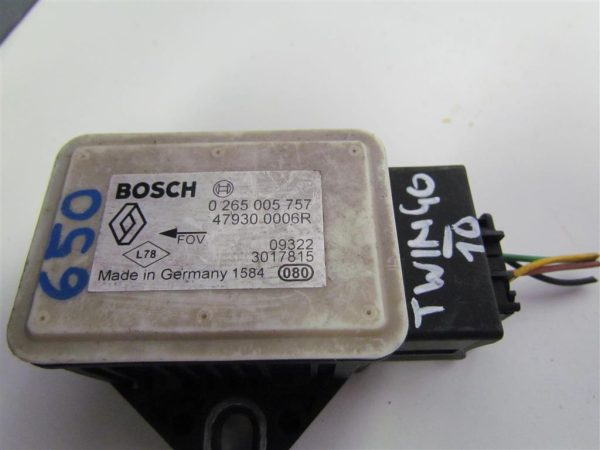 650
BOSCH 0 265 005 757
47930 0006R
FOV
09322
L78
3017815
Made in Germany 1584 080
TWINGO
10